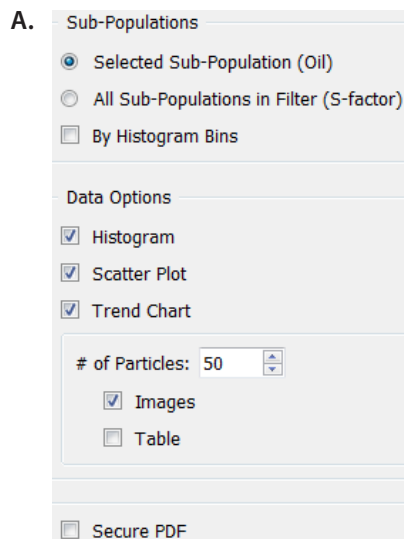 A.
Sub-Populations
Selected Sub-Population (Oil)
All Sub-Populations in Filter (S-factor)
By Histogram Bins
Data Options
Histogram
Scatter Plot
Trend Chart
# of Particles: 50
Images
Table
Secure PDF